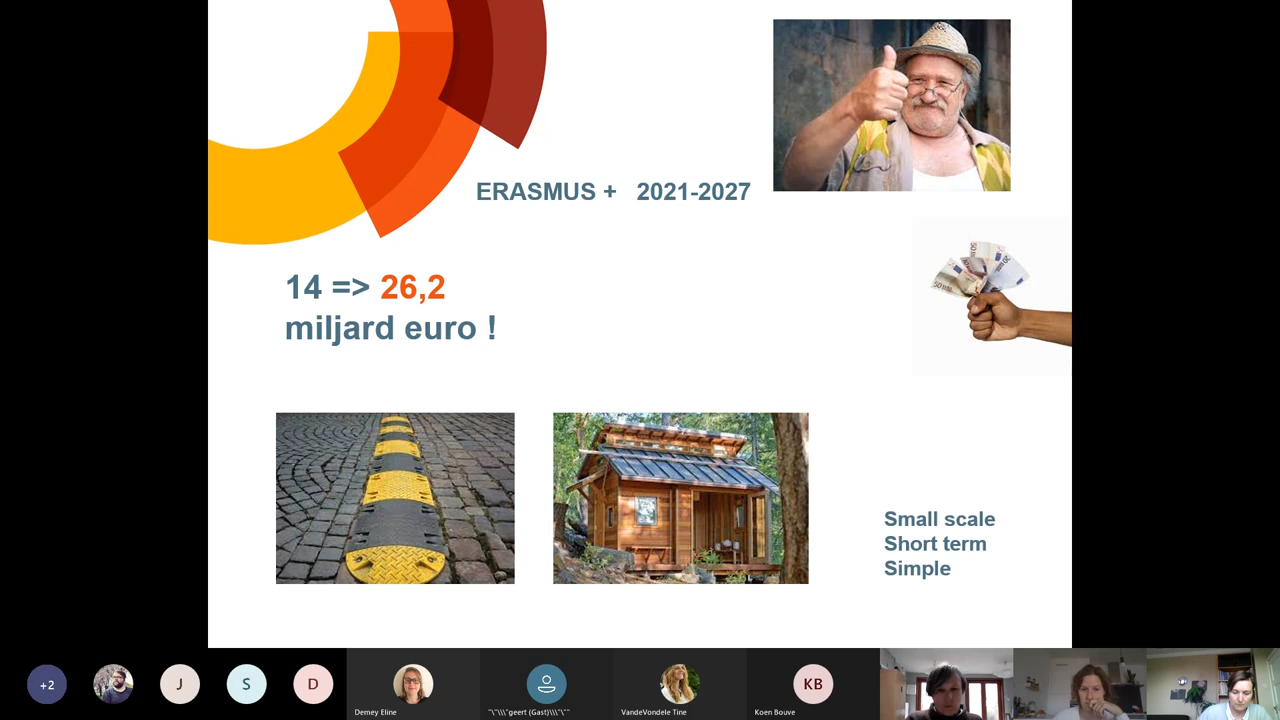 ERASMUS + 2021-2027
14 => 26,2
miljard euro !
Small scale
Short term
Simple
+2
J
S
D
KB
Demey Eline
"\"\\\"geert (Gast)\\\"\""
VandeVondele Tine
Koen Bouve